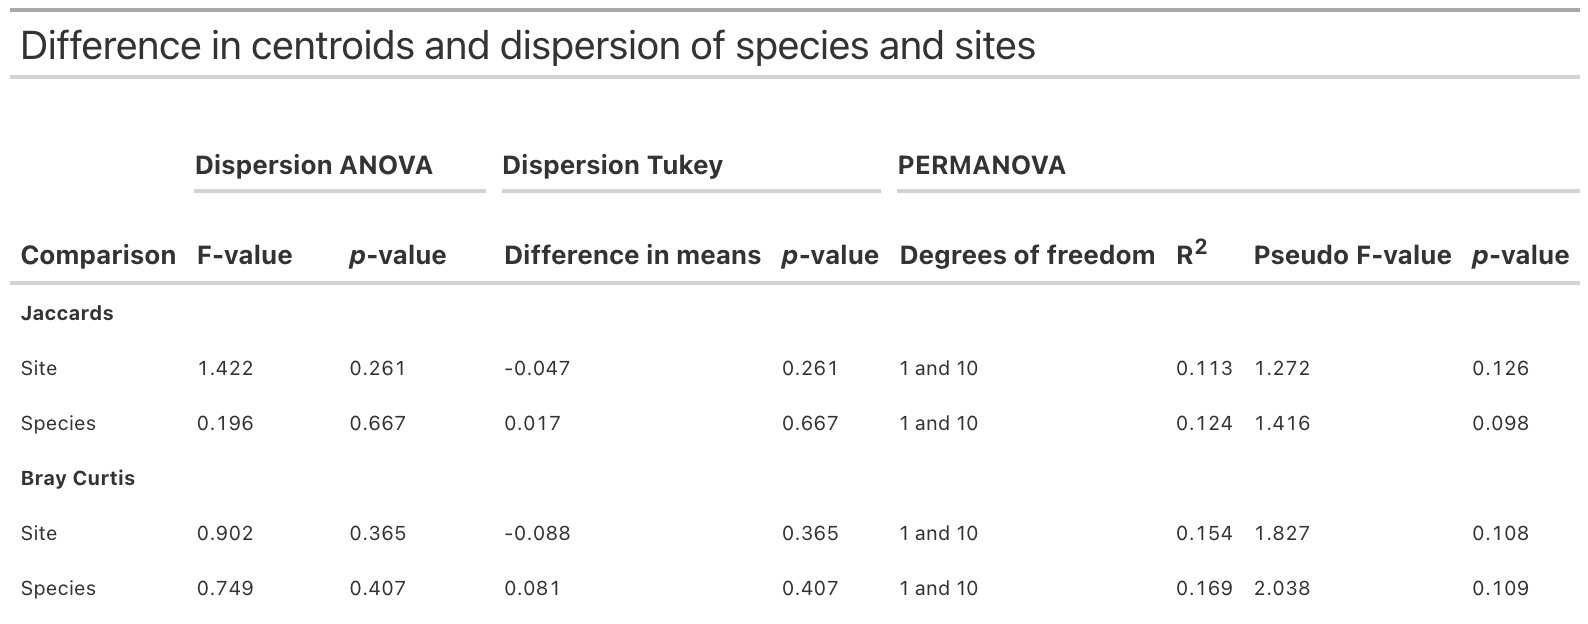 Difference in centroids and dispersion of species and sites
Dispersion ANOVA Dispersion Tukey PERMANOVA
Comparison F-value p-value Difference in means p-value Degrees of freedom R² Pseudo F-value p-value
Jaccards
Site 1.422 0.261 -0.047 0.261 1 and 10 0.113 1.272 0.126
Species 0.196 0.667 0.017 0.667 1 and 10 0.124 1.416 0.098
Bray Curtis
Site 0.902 0.365 -0.088 0.365 1 and 10 0.154 1.827 0.108
Species 0.749 0.407 0.081 0.407 1 and 10 0.169 2.038 0.109